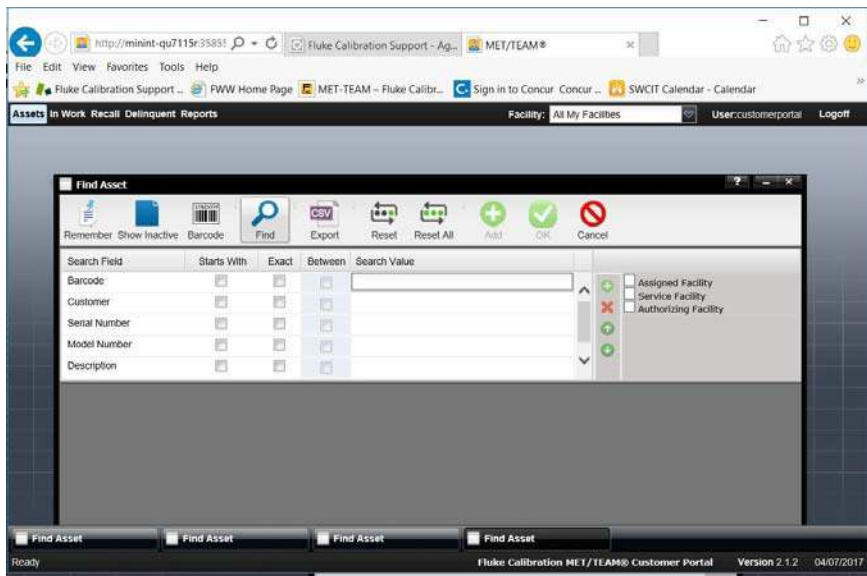 http://minint-qu7115r:35855
Fluke Calibration Support - Ag...
MET/TEAM®
File Edit View Favorites Tools Help
Fluke Calibration Support ...
FWW Home Page
MET-TEAM – Fluke Calibr...
Sign in to Concur Concur ...
SWCIT Calendar - Calendar
Assets In Work Recall Delinquent Reports
Facility: All My Facilities
User:customerportal
Logoff
Find Asset
Remember Show Inactive Barcode Find Export Reset Reset All Add OK Cancel
CSV
Search Field Starts With Exact Between Search Value
Barcode
Customer
Serial Number
Model Number
Description
Assigned Facility
Service Facility
Authorizing Facility
Find Asset Find Asset Find Asset Find Asset
Ready
Fluke Calibration MET/TEAM® Customer Portal
Version 2.1.2
04/07/2017